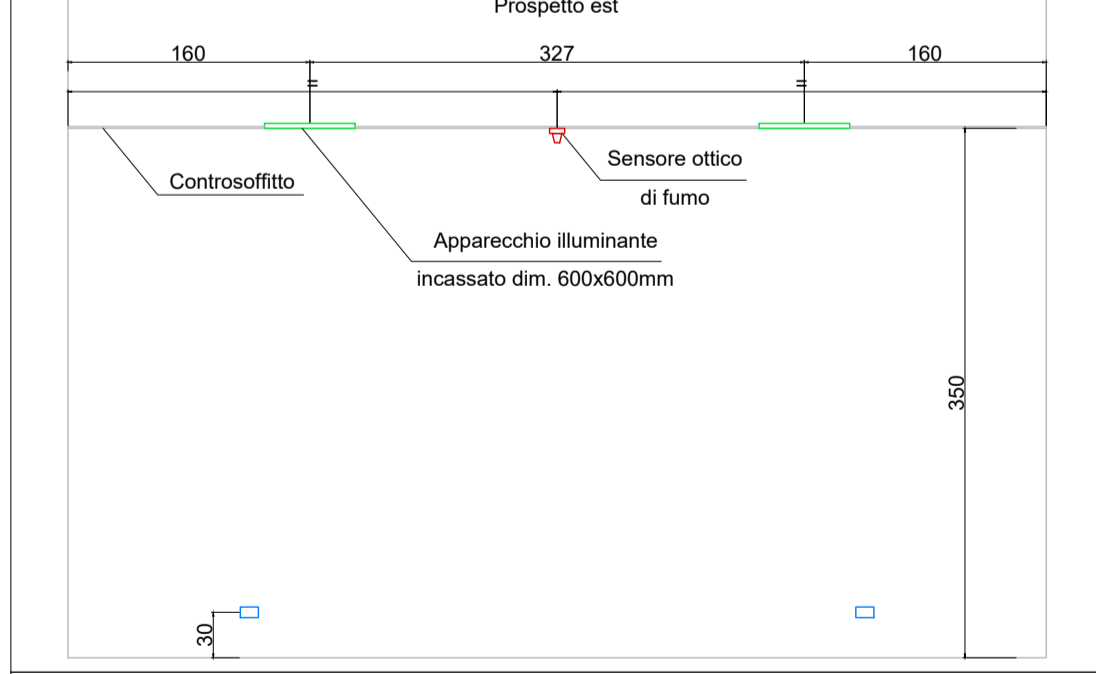 Prospetto est
160 327 160
= =
Sensore ottico
di fumo
Controsoffitto
Apparecchio illuminante
incassato dim. 600x600mm
350
30